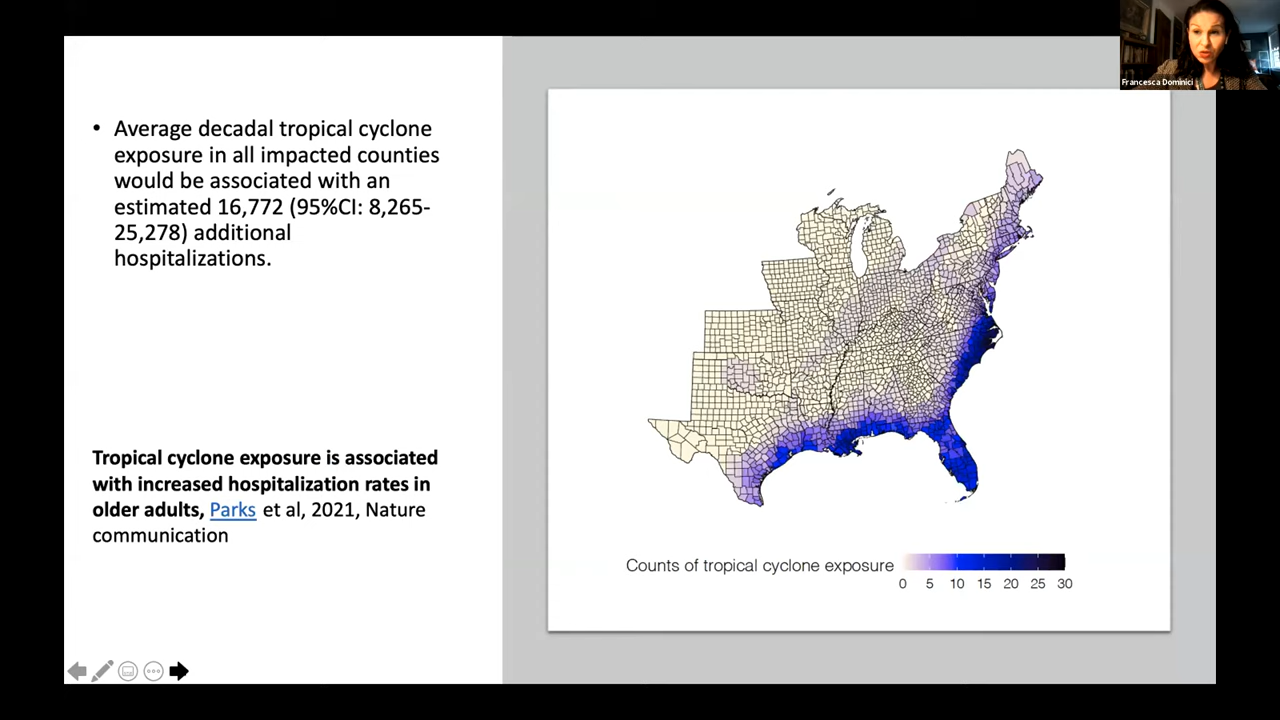 Francesca Dominici
• Average decadal tropical cyclone
exposure in all impacted counties
would be associated with an
estimated 16,772 (95%CI: 8,265-
25,278) additional
hospitalizations.
Tropical cyclone exposure is associated
with increased hospitalization rates in
older adults, Parks et al, 2021, Nature
communication
Counts of tropical cyclone exposure
0 5 10 15 20 25 30